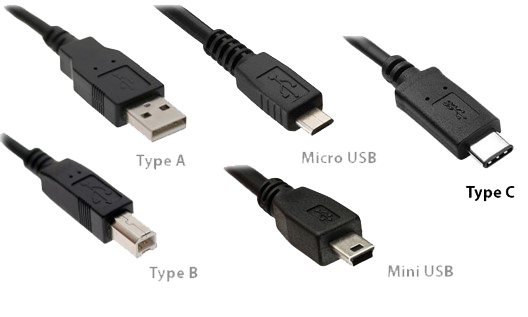 Type A
Micro USB
Type C
Type B
Mini USB